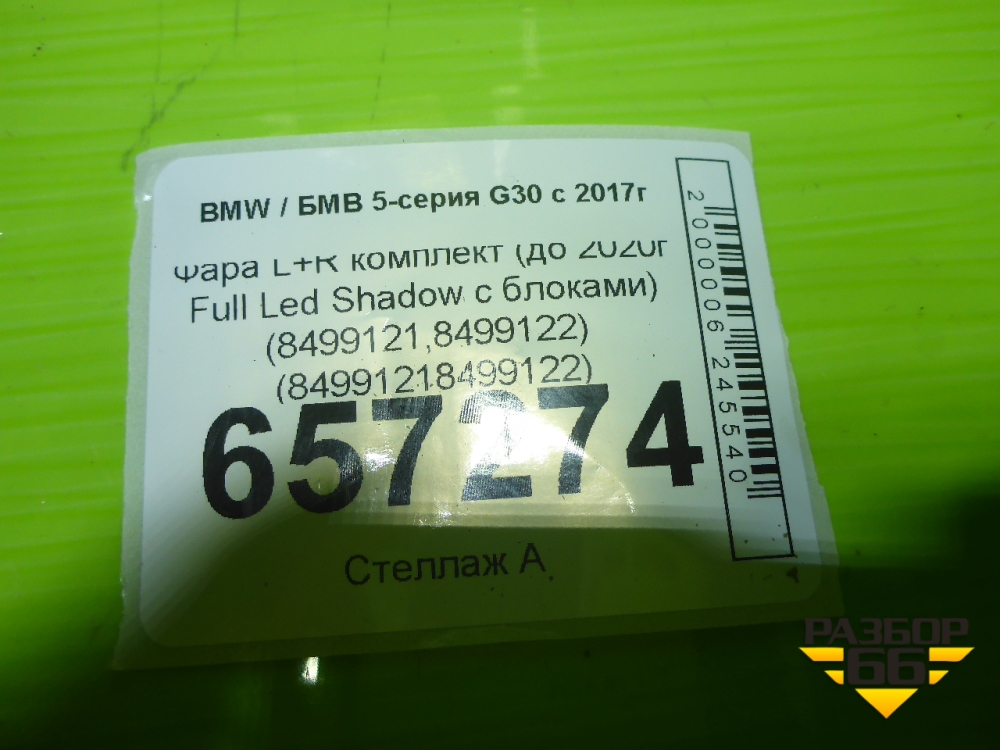 BMW / БМВ 5-серия G30 с 2017г
Фара L+R комплект (до 2020г
Full Led Shadow с блоками)
(8499121,8499122)
(84991218499122)
657274
Стеллаж А
2000006245540
РАЗБОР
66